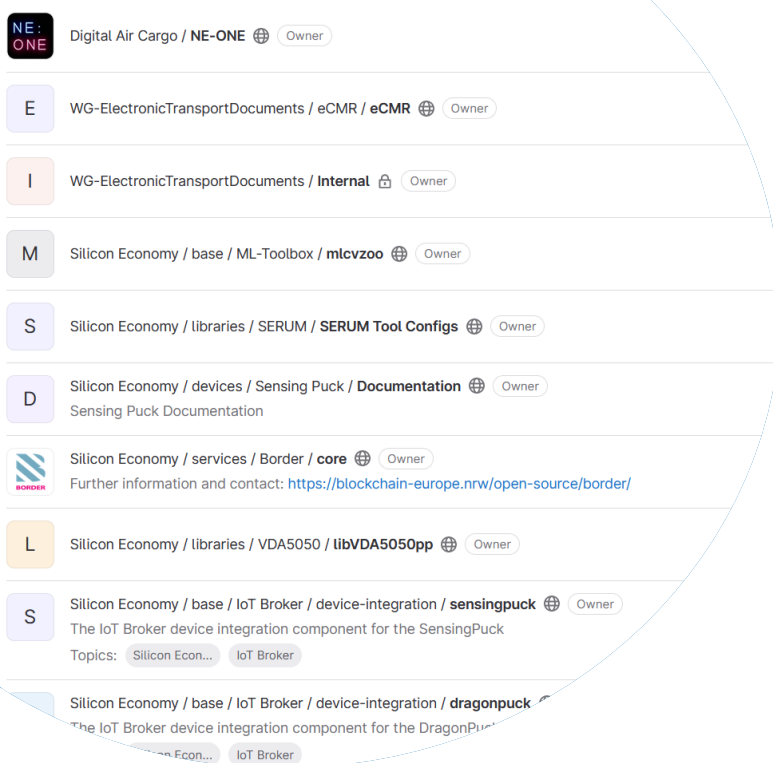 NE:
ONE
Digital Air Cargo / NE-ONE Owner
E
WG-ElectronicTransportDocuments / eCMR / eCMR Owner
I
WG-ElectronicTransportDocuments / Internal Owner
M
Silicon Economy / base / ML-Toolbox / mlcvzoo Owner
S
Silicon Economy / libraries / SERUM / SERUM Tool Configs Owner
D
Silicon Economy / devices / Sensing Puck / Documentation Owner
Sensing Puck Documentation
BORDER
Silicon Economy / services / Border / core Owner
Further information and contact: https://blockchain-europe.nrw/open-source/border/
L
Silicon Economy / libraries / VDA5050 / libVDA5050pp Owner
S
Silicon Economy / base / IoT Broker / device-integration / sensingpuck Owner
The IoT Broker device integration component for the SensingPuck
Topics: Silicon Econ... IoT Broker
Silicon Economy / base / IoT Broker / device-integration / dragonpuck
The IoT Broker device integration component for the DragonPuc
Econ... IoT Broker